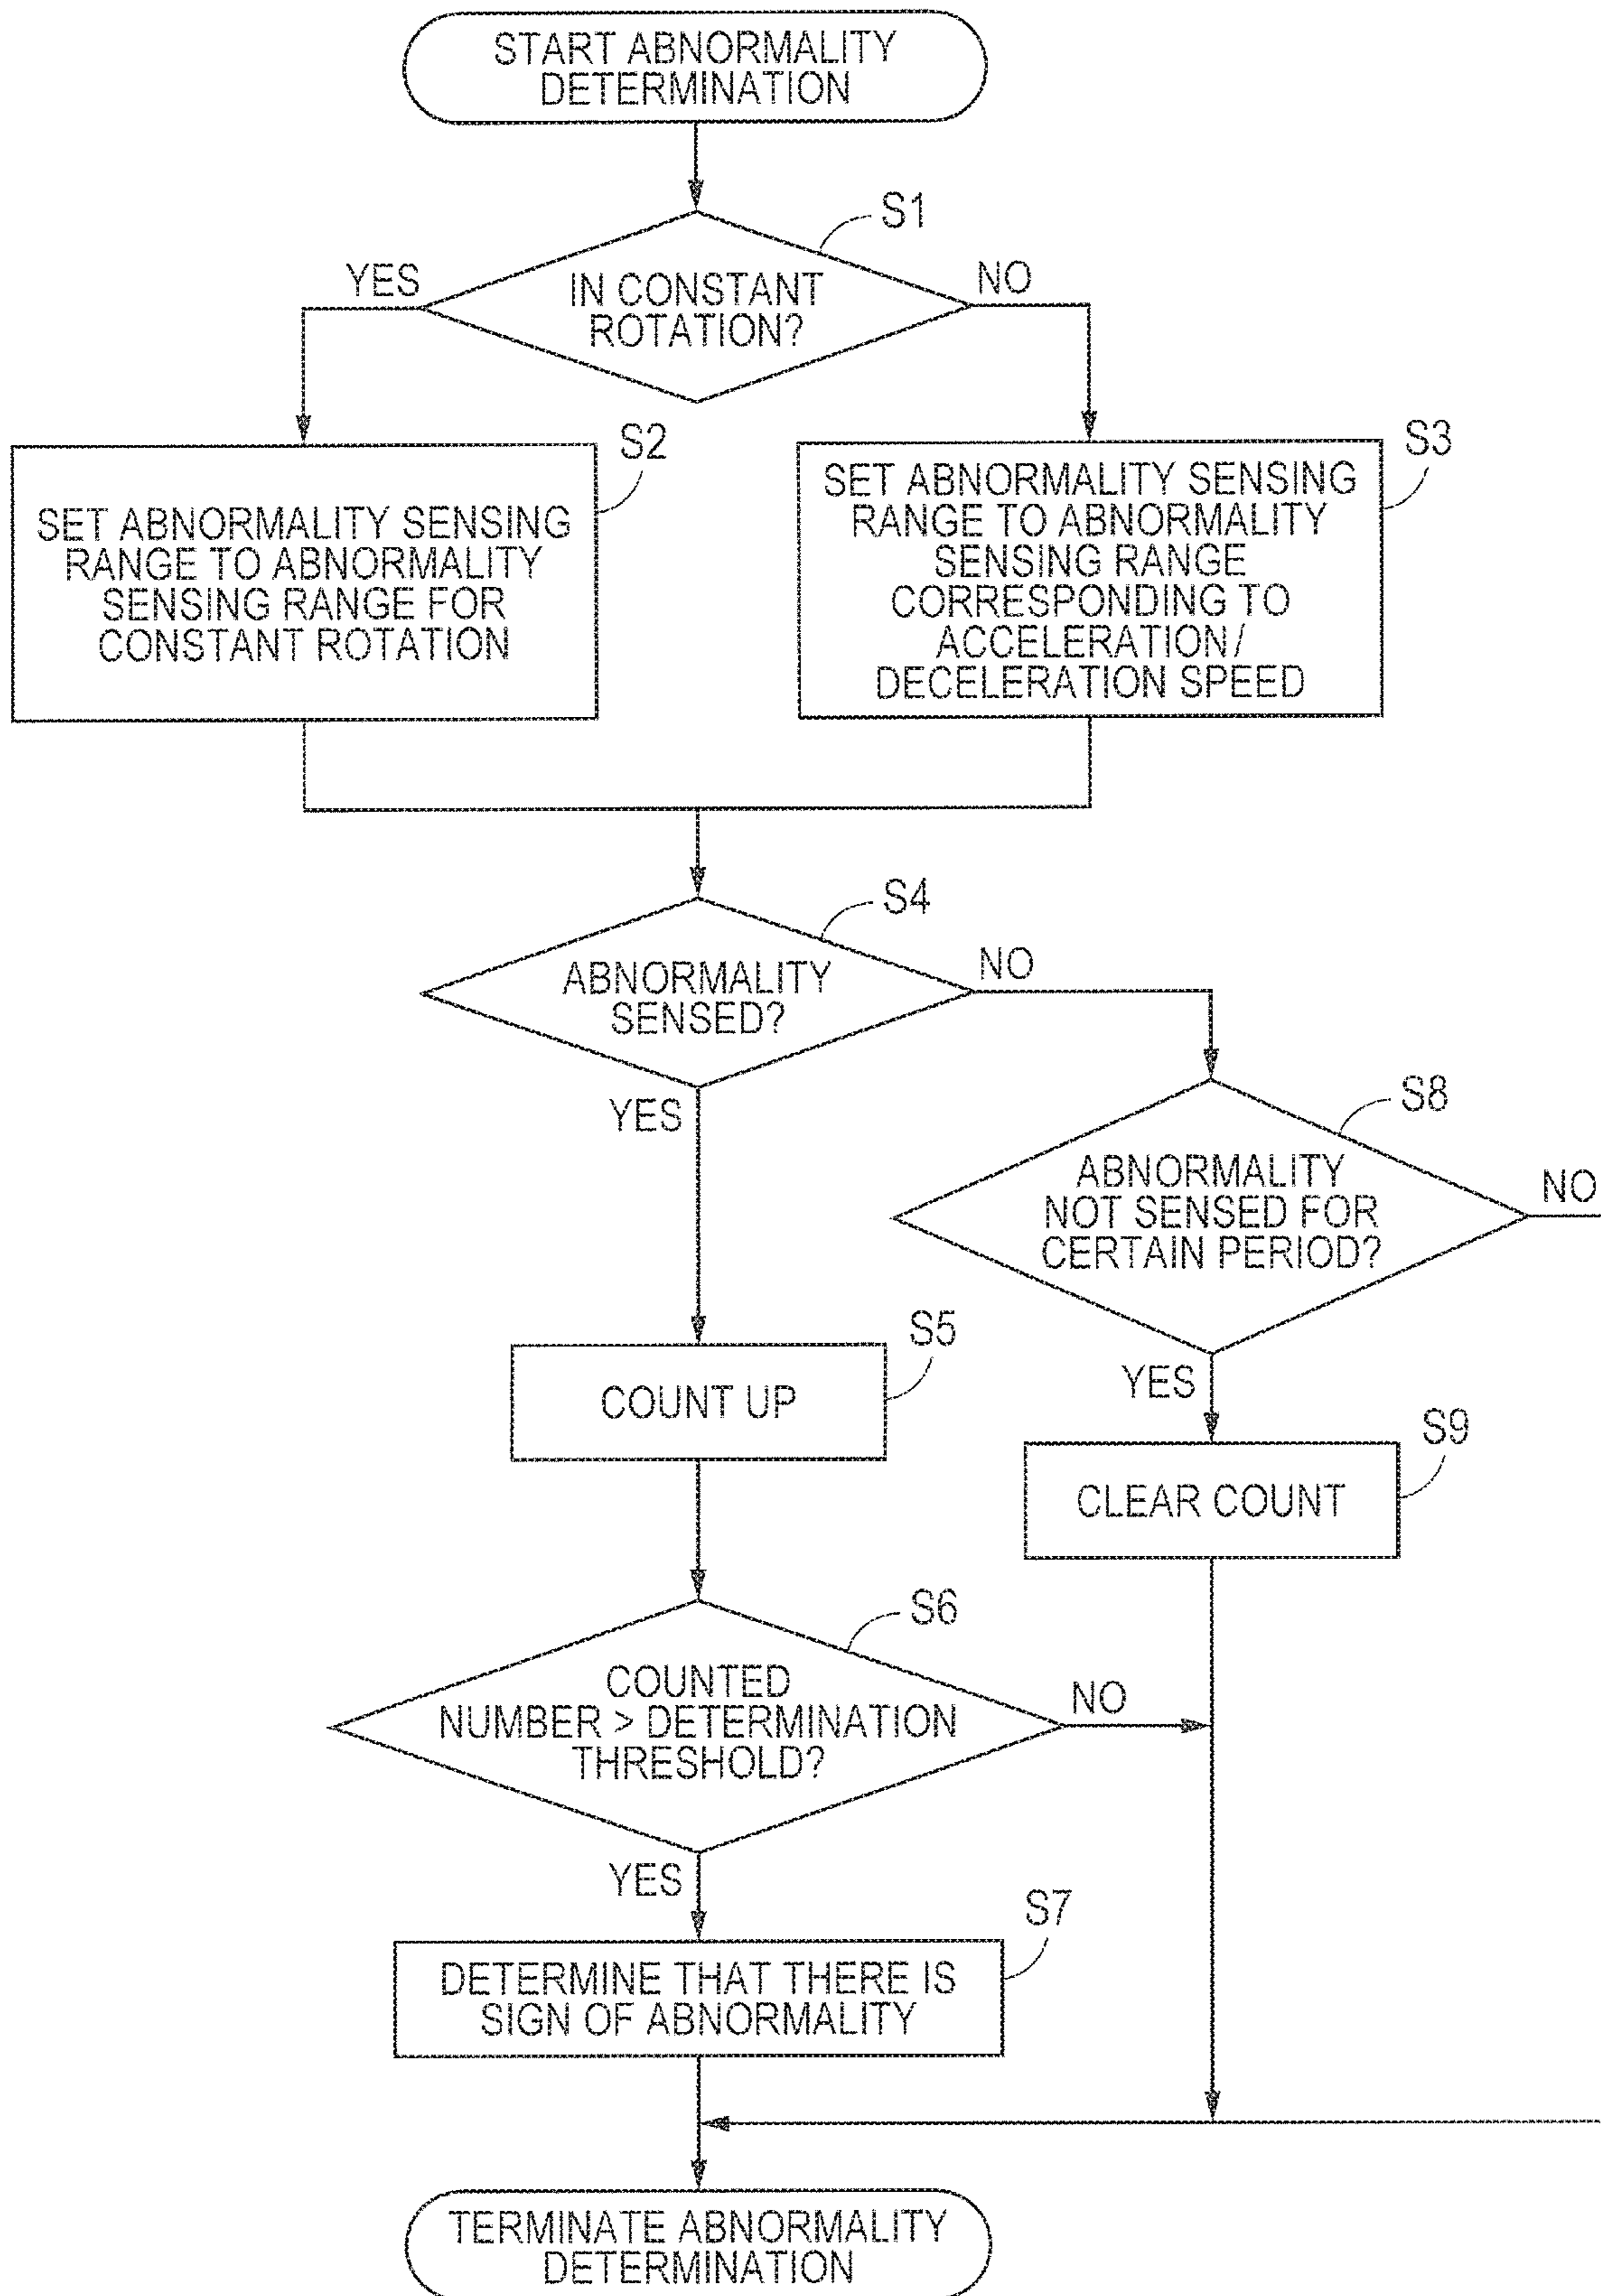 START ABNORMALITY
DETERMINATION
S1
YES
IN CONSTANT
ROTATION?
NO
S2
SET ABNORMALITY SENSING
RANGE TO ABNORMALITY
SENSING RANGE FOR
CONSTANT ROTATION
S3
SET ABNORMALITY SENSING
RANGE TO ABNORMALITY
SENSING RANGE
CORRESPONDING TO
ACCELERATION/
DECELERATION SPEED
S4
ABNORMALITY
SENSED?
NO
YES
S8
ABNORMALITY
NOT SENSED FOR
CERTAIN PERIOD?
NO
YES
S5
COUNT UP
S9
CLEAR COUNT
S6
COUNTED
NUMBER > DETERMINATION
THRESHOLD?
NO
YES
S7
DETERMINE THAT THERE IS
SIGN OF ABNORMALITY
TERMINATE ABNORMALITY
DETERMINATION